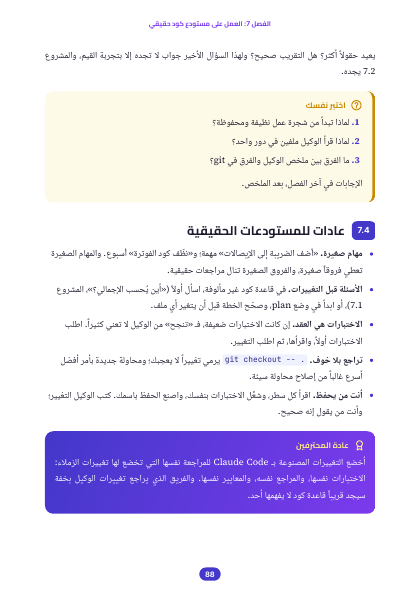 الفصل 7: العمل على مستودع كود حقيقي
يعيد حقولاً أكثر؟ هل التقريب صحيح؟ ولهذا السؤال الأخير جواب لا تجده إلا بتجربة القيم، والمشروع
7.2 يجده.
اختبر نفسك
1. لماذا تبدأ من شجرة عمل نظيفة ومحفوظة؟
2. لماذا قرأ الوكيل ملفين في دور واحد؟
3. ما الفرق بين ملخص الوكيل والفرق في git؟
الإجابات في آخر الفصل، بعد الملخص.
7.4 عادات للمستودعات الحقيقية
• مهام صغيرة. «أضف الضريبة إلى الإيصالات» مهمة؛ و«نظّف كود الفوترة» أسبوع. والمهام الصغيرة
تعطي فروقاً صغيرة، والفروق الصغيرة تنال مراجعات حقيقية.
• الأسئلة قبل التغييرات. في قاعدة كود غير مألوفة، اسأل أولاً («أين يُحسب الإجمالي؟»، المشروع
7.1)، أو ابدأ في وضع plan، وصحّح الخطة قبل أن يتغير أي ملف.
• الاختبارات هي العقد. إن كانت الاختبارات ضعيفة، فـ «تنجح» من الوكيل لا تعني كثيراً. اطلب
الاختبارات أولاً، واقرأها، ثم اطلب التغيير.
• تراجع بلا خوف. git checkout -- . يرمي تغييراً لا يعجبك؛ ومحاولة جديدة بأمر أفضل
أسرع غالباً من إصلاح محاولة سيئة.
• أنت من يحفظ. اقرأ كل سطر، وشغّل الاختبارات بنفسك، واصنع الحفظ باسمك. كتب الوكيل التغيير؛
وأنت من يقول إنه صحيح.
عادة المحترفين
أخضع التغييرات المصنوعة بـ Claude Code للمراجعة نفسها التي تخضع لها تغييرات الزملاء:
الاختبارات نفسها، والمراجع نفسه، والمعايير نفسها. والفريق الذي يراجع تغييرات الوكيل بخفة
سيجد قريباً قاعدة كود لا يفهمها أحد.
88